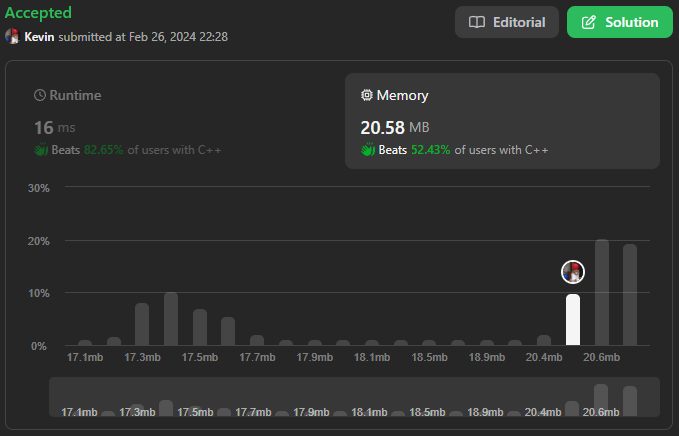 Accepted
Editorial
Solution
Kevin submitted at Feb 26, 2024 22:28
Runtime
16 ms
Beats 82.65% of users with C++
Memory
20.58 MB
Beats 52.43% of users with C++
30%
20%
10%
0%
17.1mb 17.3mb 17.5mb 17.7mb 17.9mb 18.1mb 18.5mb 18.9mb 20.4mb 20.6mb
17.1mb 17.3mb 17.5mb 17.7mb 17.9mb 18.1mb 18.5mb 18.9mb 20.4mb 20.6mb